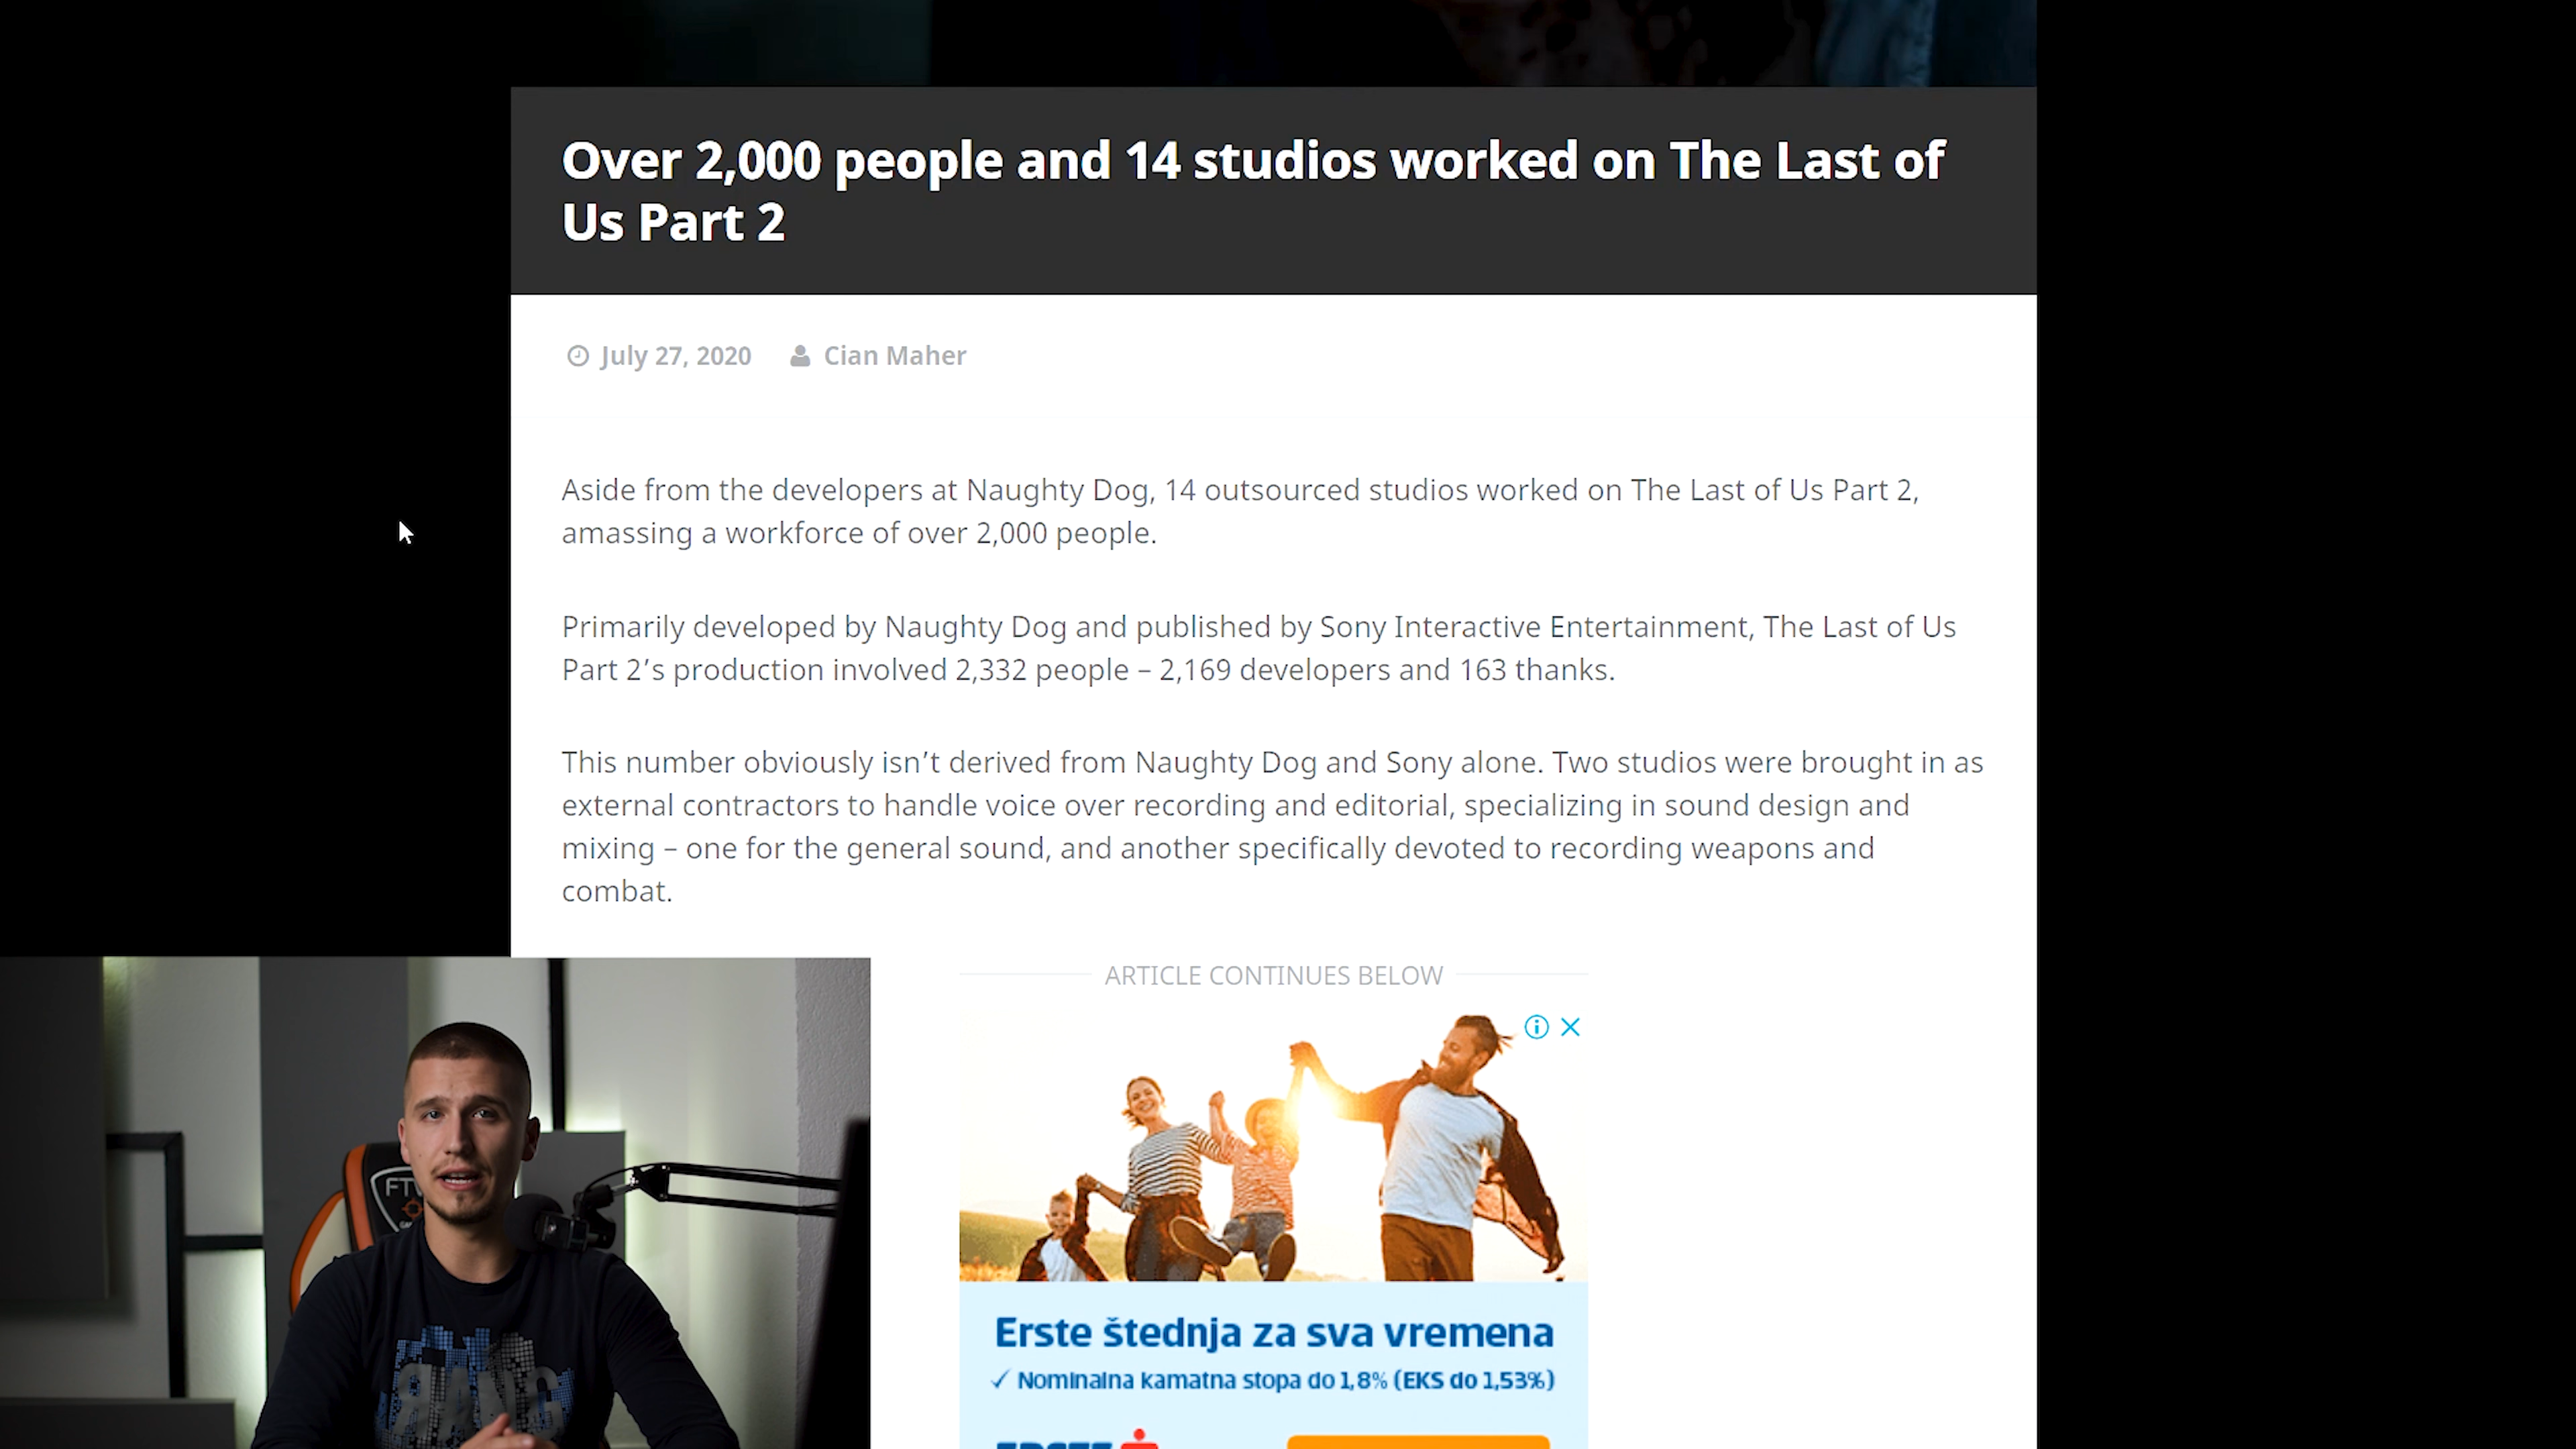 Over 2,000 people and 14 studios worked on The Last of
Us Part 2
July 27, 2020 Cian Maher
Aside from the developers at Naughty Dog, 14 outsourced studios worked on The Last of Us Part 2,
amassing a workforce of over 2,000 people.
Primarily developed by Naughty Dog and published by Sony Interactive Entertainment, The Last of Us
Part 2’s production involved 2,332 people – 2,169 developers and 163 thanks.
This number obviously isn’t derived from Naughty Dog and Sony alone. Two studios were brought in as
external contractors to handle voice over recording and editorial, specializing in sound design and
mixing – one for the general sound, and another specifically devoted to recording weapons and
combat.
ARTICLE CONTINUES BELOW
Erste štednja za sva vremena
✓ Nominalna kamatna stopa do 1,8% (EKS do 1,53%)